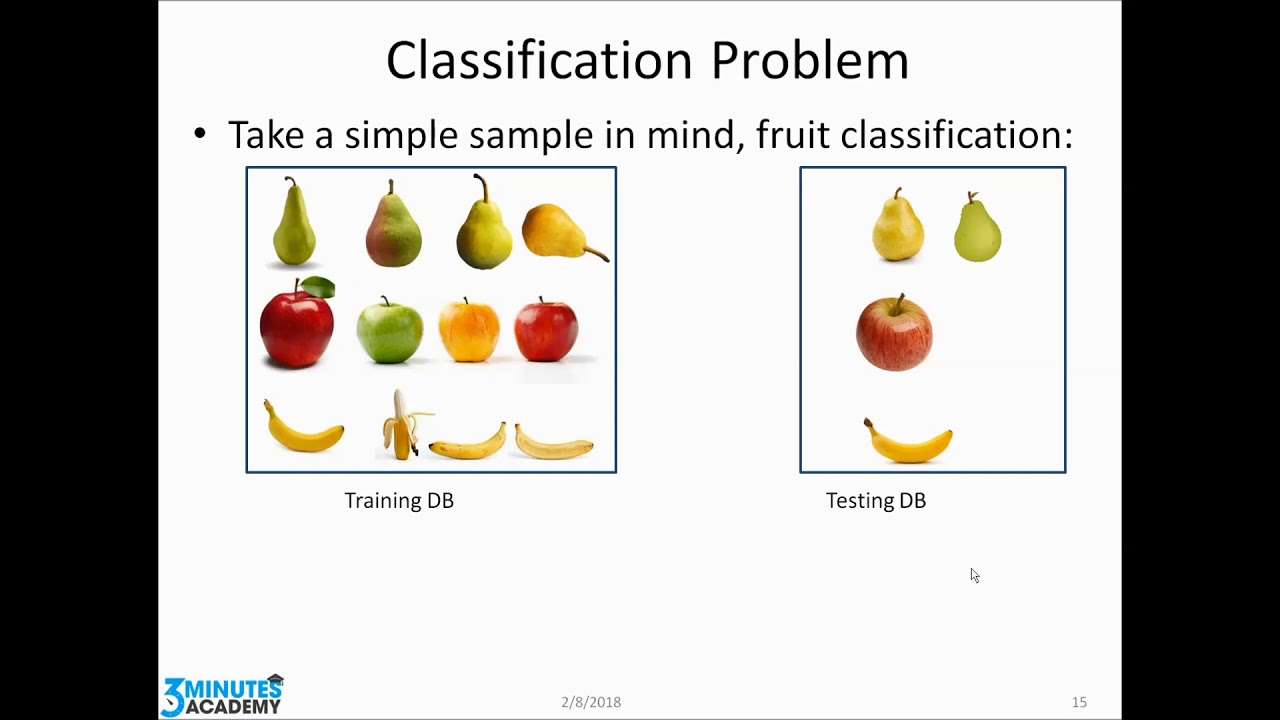 Classification Problem
• Take a simple sample in mind, fruit classification:
Training DB
Testing DB
3MINUTES
ACADEMY
2/8/2018
15